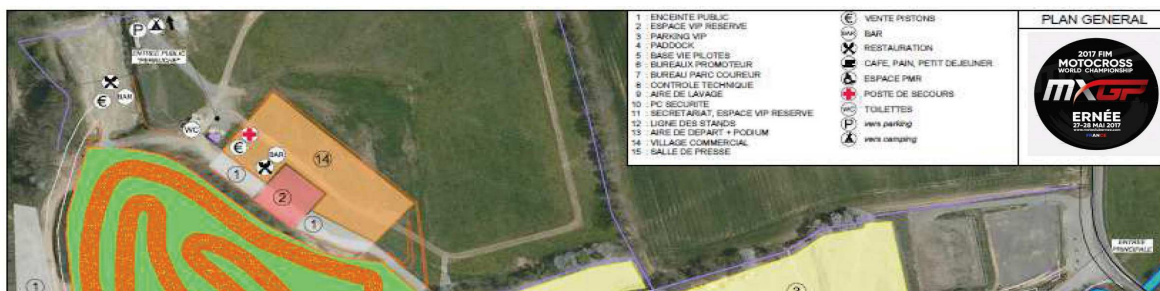 1 : ENCEINTE PUBLIC
2 : ESPACE VIP RESERVE
3 : PARKING VIP
4 : PADDOCK
5 : BASE VIE PILOTES
6 : BUREAUX PROMOTEUR
7 : BUREAU PARC COUREUR
8 : CONTROLE TECHNIQUE
9 : AIRE DE LAVAGE
10 : PC SECURITE
11 : SECRETARIAT, ESPACE VIP RESERVE
12 : LIGNE DES STANDS
13 : AIRE DE DEPART + PODIUM
14 : VILLAGE COMMERCIAL
15 : SALLE DE PRESSE
€ VENTE PISTONS
BAR BAR
RESTAURATION
CAFE, PAIN, PETIT DEJEUNER
ESPACE PMR
POSTE DE SECOURS
WC TOILETTES
P vers parking
vers camping
PLAN GENERAL
2017 FIM
MOTOCROSS
WORLD CHAMPIONSHIP
MXGP
ERNÉE
27-28 MAI 2017
FRANCE
P
ENTREE PUBLIC
BAR
€
WC
€
BAR
14
1
2
1
1
3
ENTREE
PRINCIPALE